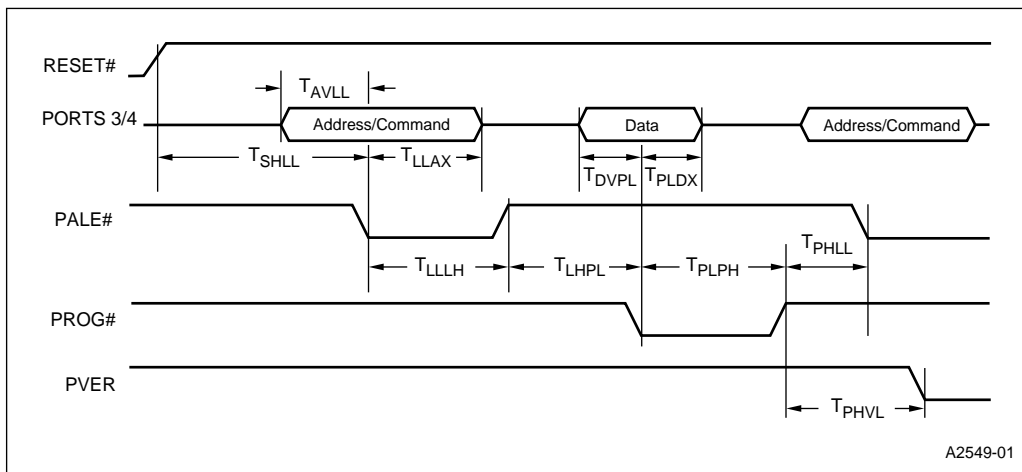 RESET#
TAVLL
PORTS 3/4
Address/Command
Data
Address/Command
TSHLL
TLLAX
TDVPL
TPLDX
PALE#
TPHLL
TLLLH
TLHPL
TPLPH
PROG#
PVER
TPHVL
A2549-01